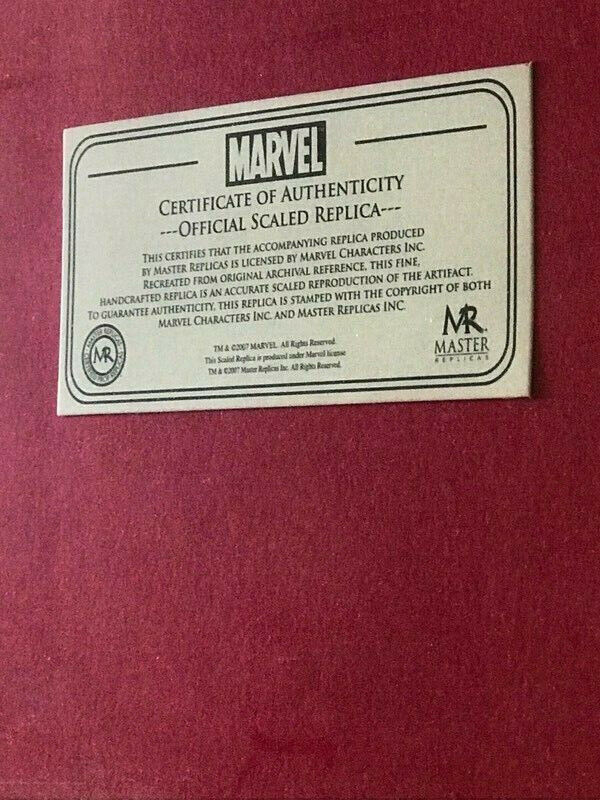 MARVEL
CERTIFICATE OF AUTHENTICITY
---OFFICIAL SCALED REPLICA---
THIS CERTIFIES THAT THE ACCOMPANYING REPLICA PRODUCED
BY MASTER REPLICAS IS LICENSED BY MARVEL CHARACTERS INC.
RECREATED FROM ORIGINAL ARCHIVAL REFERENCE, THIS FINE,
HANDCRAFTED REPLICA IS AN ACCURATE SCALED REPRODUCTION OF THE ARTIFACT.
TO GUARANTEE AUTHENTICITY, THIS REPLICA IS STAMPED WITH THE COPYRIGHT OF BOTH
MARVEL CHARACTERS INC. AND MASTER REPLICAS INC.
TM & ©2007 MARVEL. All Rights Reserved.
This Scaled Replica is produced under Marvel license
TM & ©2007 Master Replicas Inc. All Rights Reserved.
MR
MR
MASTER
REPLICAS